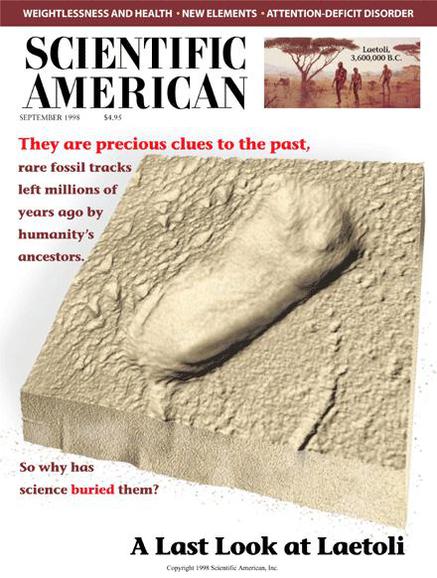 WEIGHTLESSNESS AND HEALTH • NEW ELEMENTS • ATTENTION-DEFICIT DISORDER
SCIENTIFIC
AMERICAN
Laetoli,
3,600,000 B.C.
SEPTEMBER 1998 $4.95
They are precious clues to the past,
rare fossil tracks
left millions of
years ago by
humanity's
ancestors.
So why has
science buried them?
A Last Look at Laetoli
Copyright 1998 Scientific American, Inc.